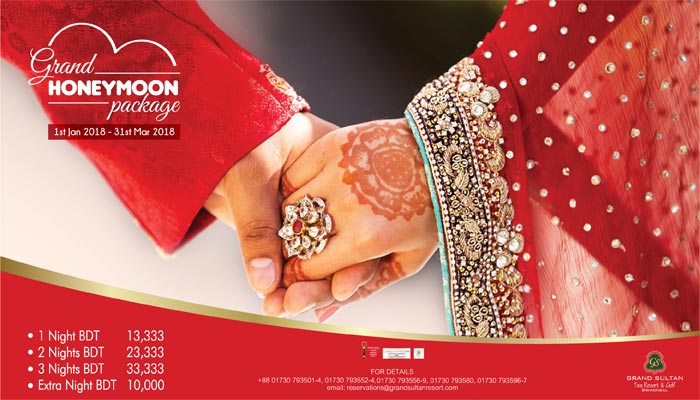 Grand
HONEYMOON
package
1st Jan 2018 - 31st Mar 2018
• 1 Night BDT 13,333
• 2 Nights BDT 23,333
• 3 Nights BDT 33,333
• Extra Night BDT 10,000
FOR DETAILS
+88 01730 793501-4, 01730 793552-4,01730 793556-9, 01730 793560, 01730 793596-7
email: reservations@grandsultanresort.com
GS
GRAND SULTAN
Tea Resort & Golf
SRIMANGAL